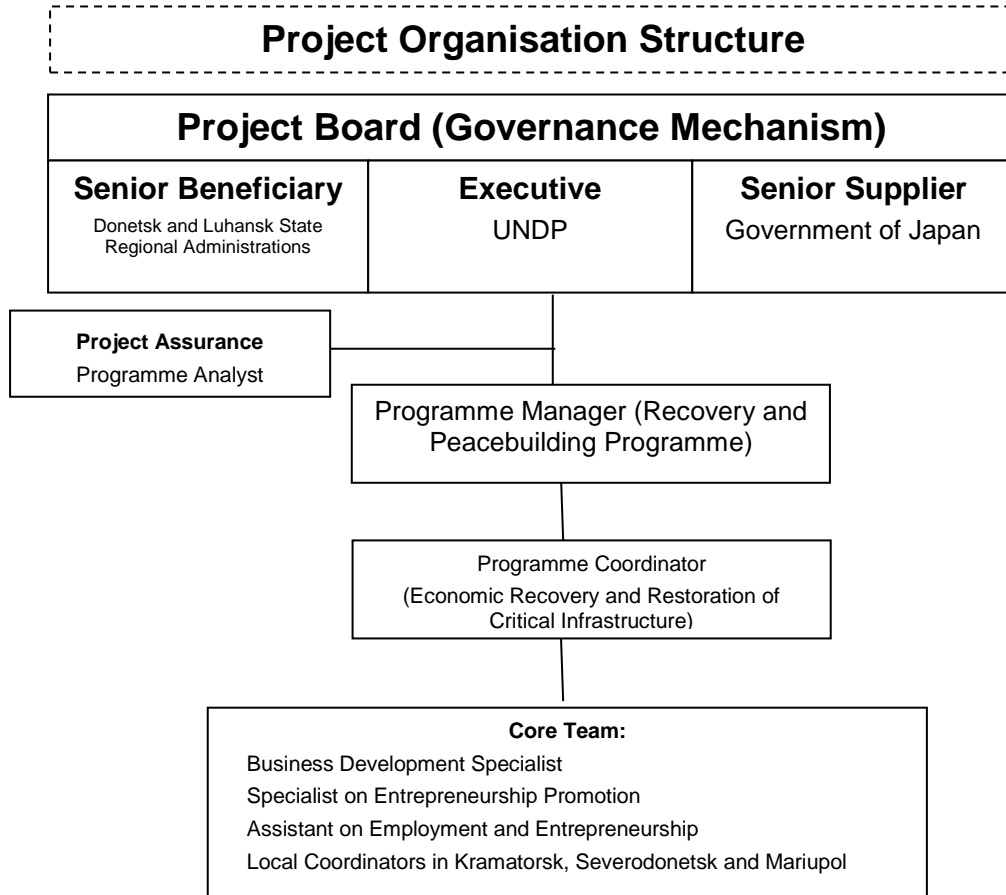 Project Organisation Structure
Project Board (Governance Mechanism)
Senior Beneficiary
Donetsk and Luhansk State
Regional Administrations
Executive
UNDP
Senior Supplier
Government of Japan
Project Assurance
Programme Analyst
Programme Manager (Recovery and
Peacebuilding Programme)
Programme Coordinator
(Economic Recovery and Restoration of
Critical Infrastructure)
Core Team:
Business Development Specialist
Specialist on Entrepreneurship Promotion
Assistant on Employment and Entrepreneurship
Local Coordinators in Kramatorsk, Severodonetsk and Mariupol